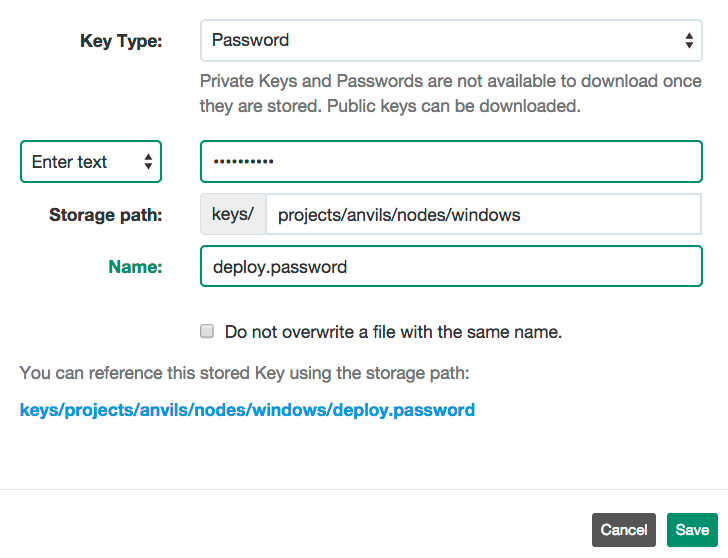 Key Type: Password
Private Keys and Passwords are not available to download once
they are stored. Public keys can be downloaded.
Enter text ••••••••••
Storage path: keys/ projects/anvils/nodes/windows
Name: deploy.password
Do not overwrite a file with the same name.
You can reference this stored Key using the storage path:
keys/projects/anvils/nodes/windows/deploy.password
Cancel Save